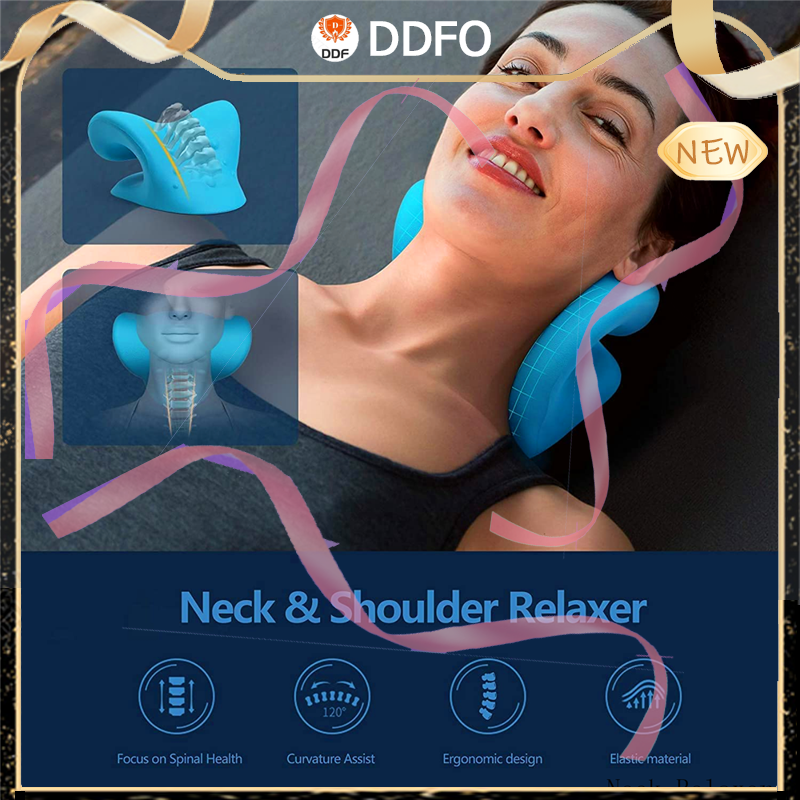 DDF
DDFO
NEW
Neck & Shoulder Relaxer
120°
Focus on Spinal Health
Curvature Assist
Ergonomic design
Elastic material